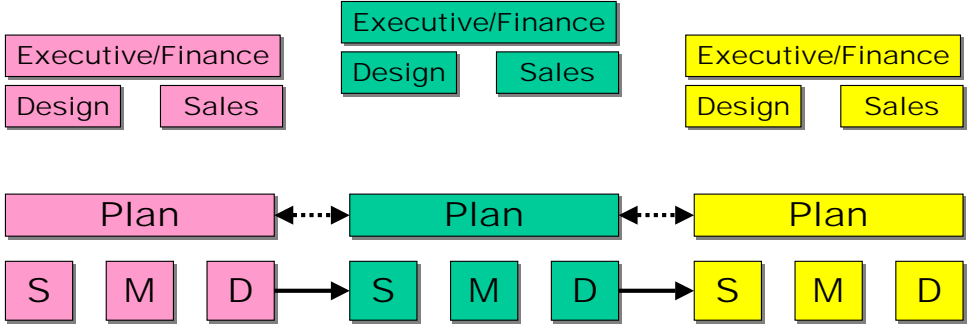 Executive/Finance
Design Sales
Executive/Finance
Design Sales
Executive/Finance
Design Sales
Plan Plan Plan
S M D S M D S M D